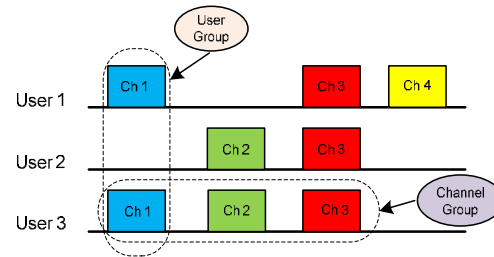 User
Group
User 1
Ch 1
Ch 3
Ch 4
User 2
Ch 2
Ch 3
User 3
Ch 1
Ch 2
Ch 3
Channel
Group